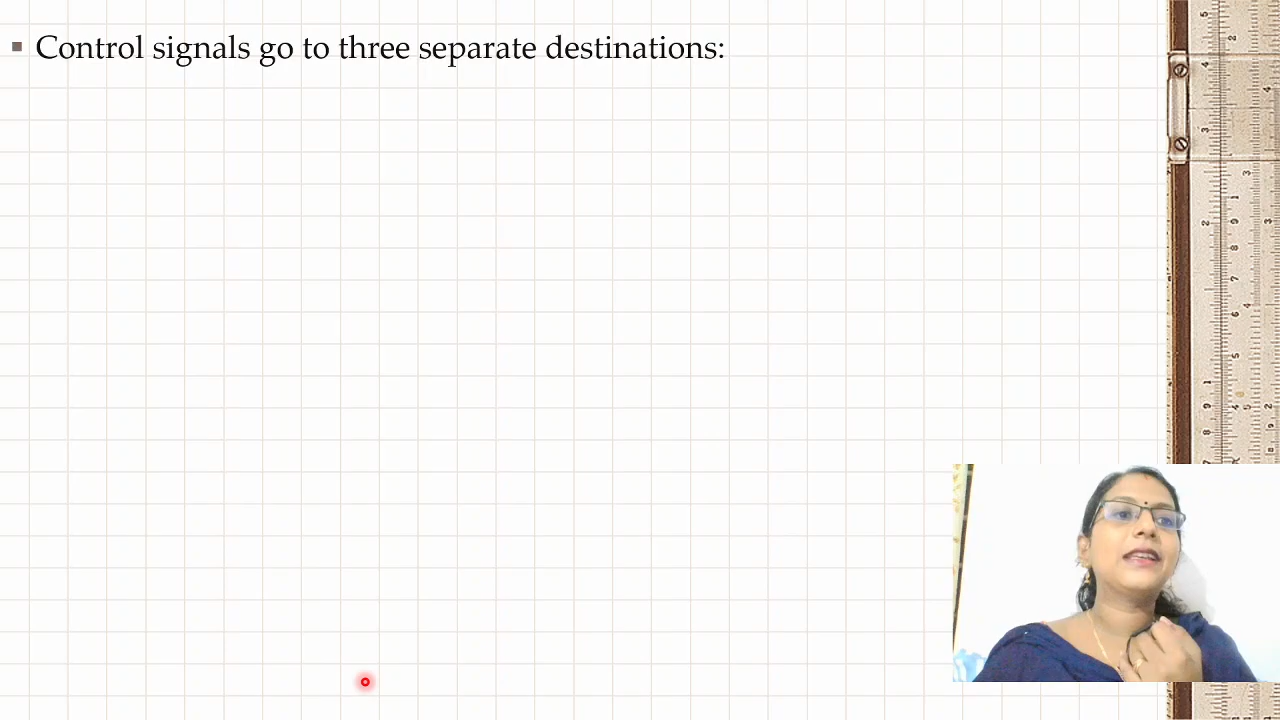 ▪ Control signals go to three separate destinations: